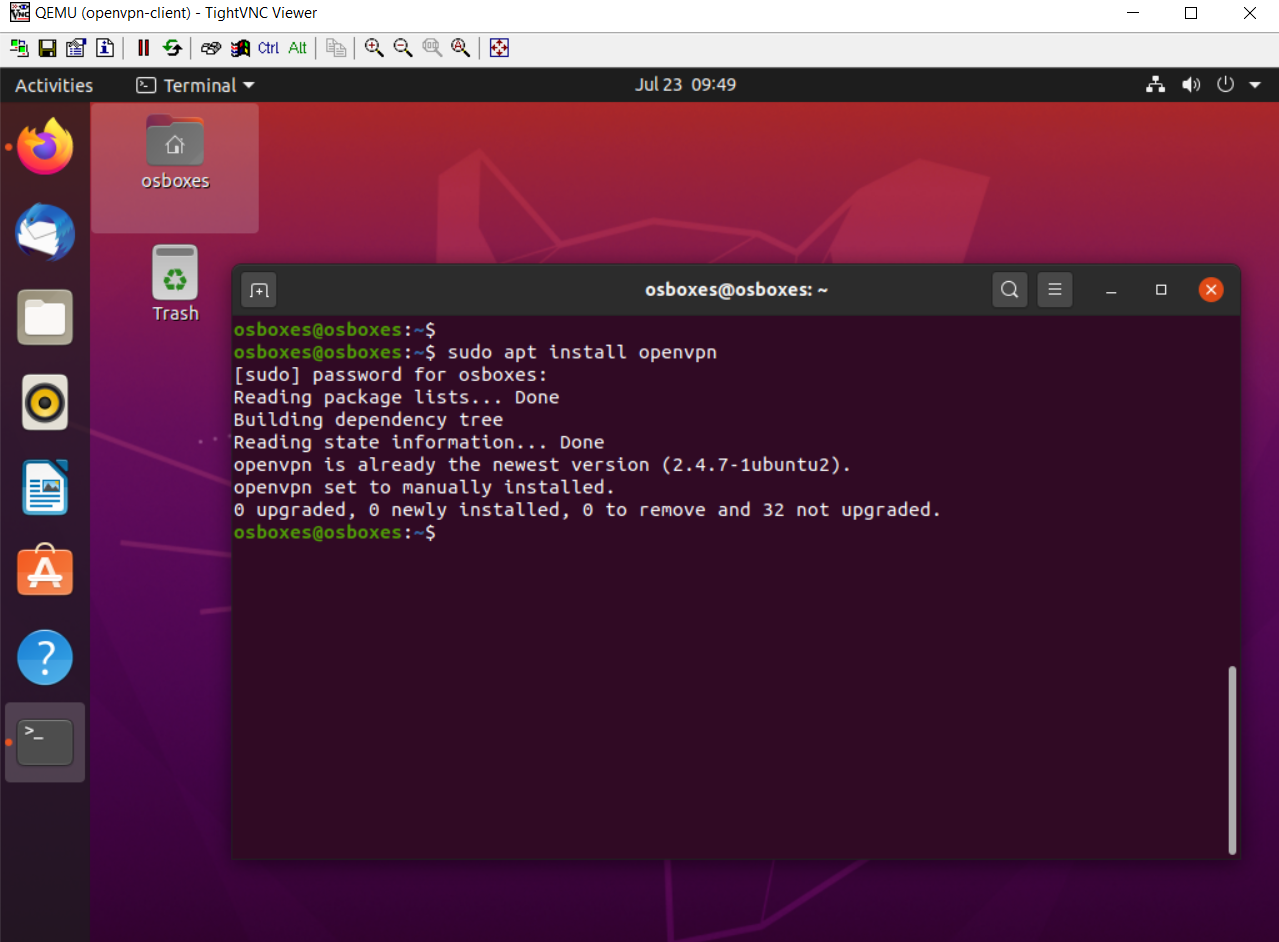 QEMU (openvpn-client) - TightVNC Viewer
Ctrl Alt
Activities
Terminal
Jul 23 09:49
osboxes
Trash
osboxes@osboxes: ~
osboxes@osboxes:~$
osboxes@osboxes:~$ sudo apt install openvpn
[sudo] password for osboxes:
Reading package lists... Done
Building dependency tree
Reading state information... Done
openvpn is already the newest version (2.4.7-1ubuntu2).
openvpn set to manually installed.
0 upgraded, 0 newly installed, 0 to remove and 32 not upgraded.
osboxes@osboxes:~$